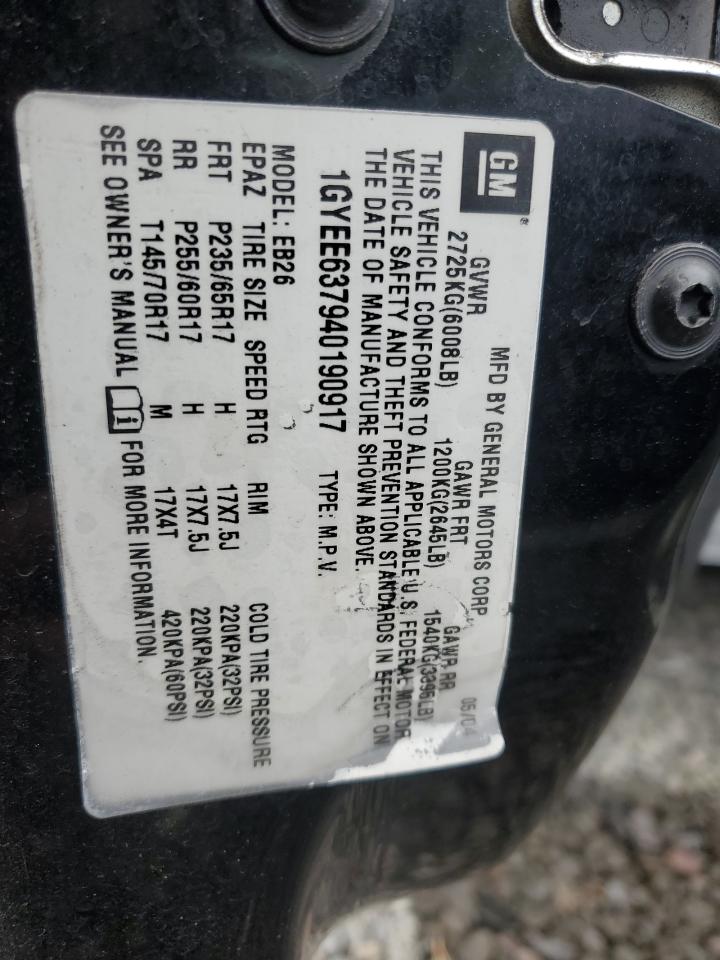 GM®
MFD BY GENERAL MOTORS CORP 05/04
GVWR GAWR FRT GAWR RR
2725KG(6008LB) 1200KG(2645LB) 1540KG(3396LB)
THIS VEHICLE CONFORMS TO ALL APPLICABLE U.S. FEDERAL MOTOR
VEHICLE SAFETY AND THEFT PREVENTION STANDARDS IN EFFECT ON
THE DATE OF MANUFACTURE SHOWN ABOVE.
1GYEE637940190917 TYPE: M.P.V.
MODEL: EB26
EPAZ TIRE SIZE SPEED RTG RIM COLD TIRE PRESSURE
FRT P235/65R17 H 17X7.5J 220KPA(32PSI)
RR P255/60R17 H 17X7.5J 220KPA(32PSI)
SPA T145/70R17 M 17X4T 420KPA(60PSI)
SEE OWNER'S MANUAL i FOR MORE INFORMATION.